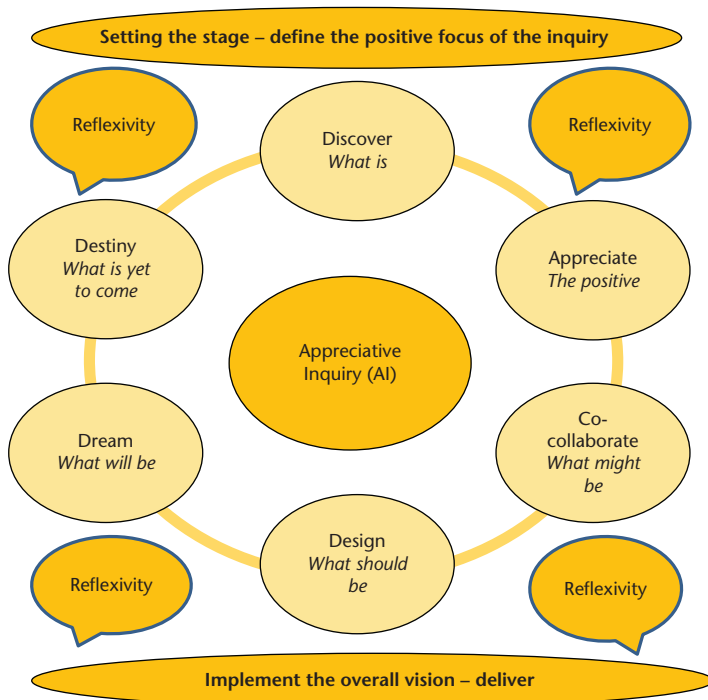 Setting the stage – define the positive focus of the inquiry
Reflexivity
Reflexivity
Discover
What is
Destiny
What is yet
to come
Appreciate
The positive
Appreciative
Inquiry (AI)
Dream
What will be
Co-
collaborate
What might
be
Design
What should
be
Reflexivity
Reflexivity
Implement the overall vision – deliver